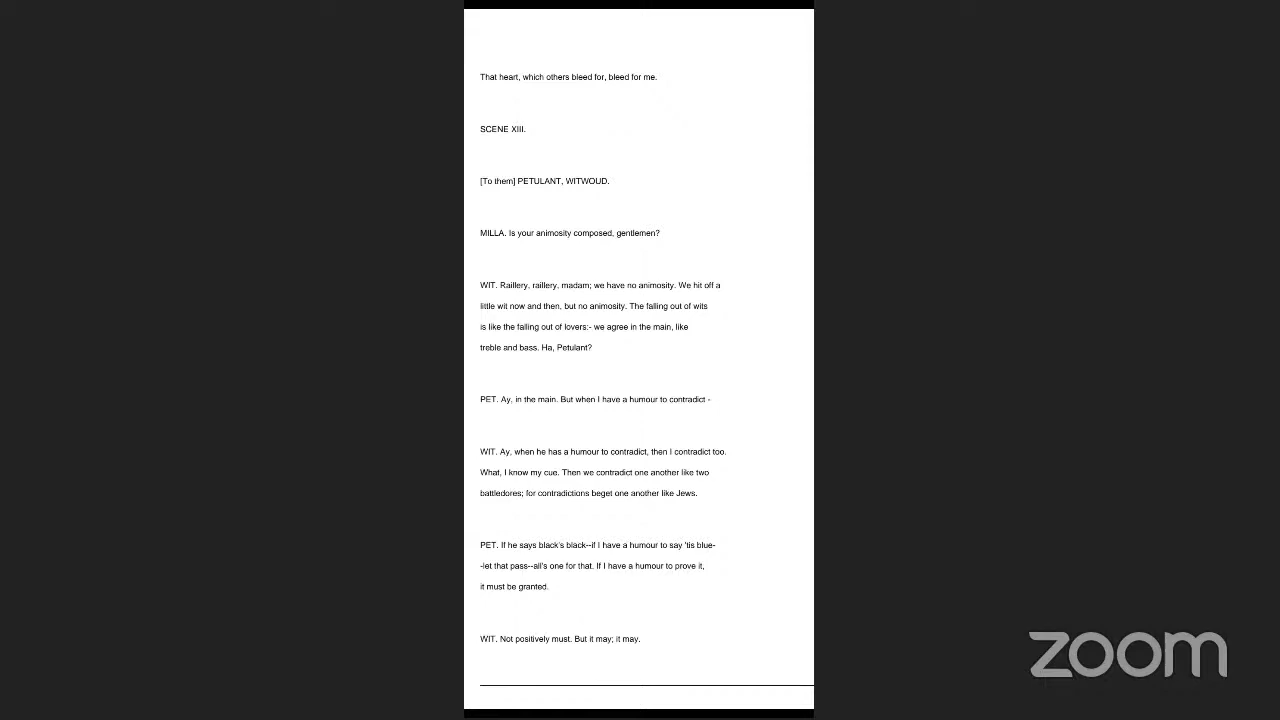 That heart, which others bleed for, bleed for me.
SCENE XIII.
[To them] PETULANT, WITWOUD.
MILLA. Is your animosity composed, gentlemen?
WIT. Raillery, raillery, madam; we have no animosity. We hit off a
little wit now and then, but no animosity. The falling out of wits
is like the falling out of lovers:- we agree in the main, like
treble and bass. Ha, Petulant?
PET. Ay, in the main. But when I have a humour to contradict -
WIT. Ay, when he has a humour to contradict, then I contradict too.
What, I know my cue. Then we contradict one another like two
battledores; for contradictions beget one another like Jews.
PET. If he says black's black--if I have a humour to say 'tis blue-
-let that pass--all's one for that. If I have a humour to prove it,
it must be granted.
WIT. Not positively must. But it may; it may.
zoom